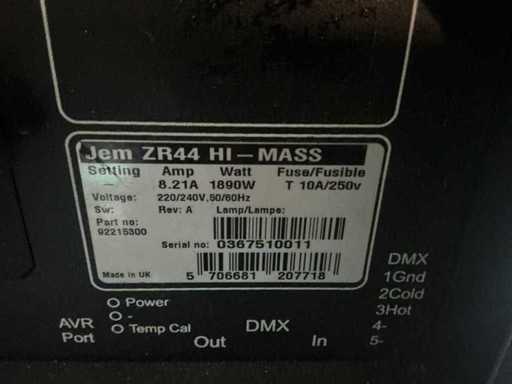 Jem ZR44 HI-MASS
Setting Amp Watt Fuse/Fusible
- 8.21A 1890W T 10A/250v
Voltage: 220/240V,50/60Hz
Sw: Rev: A Lamp/Lampe:
Part no:
92215300
Serial no: 0367510011
Made in UK
5 706681 207718
DMX
1Gnd
2Cold
3Hot
4-
5-
AVR Port
Power
-
Temp Cal
DMX
Out In